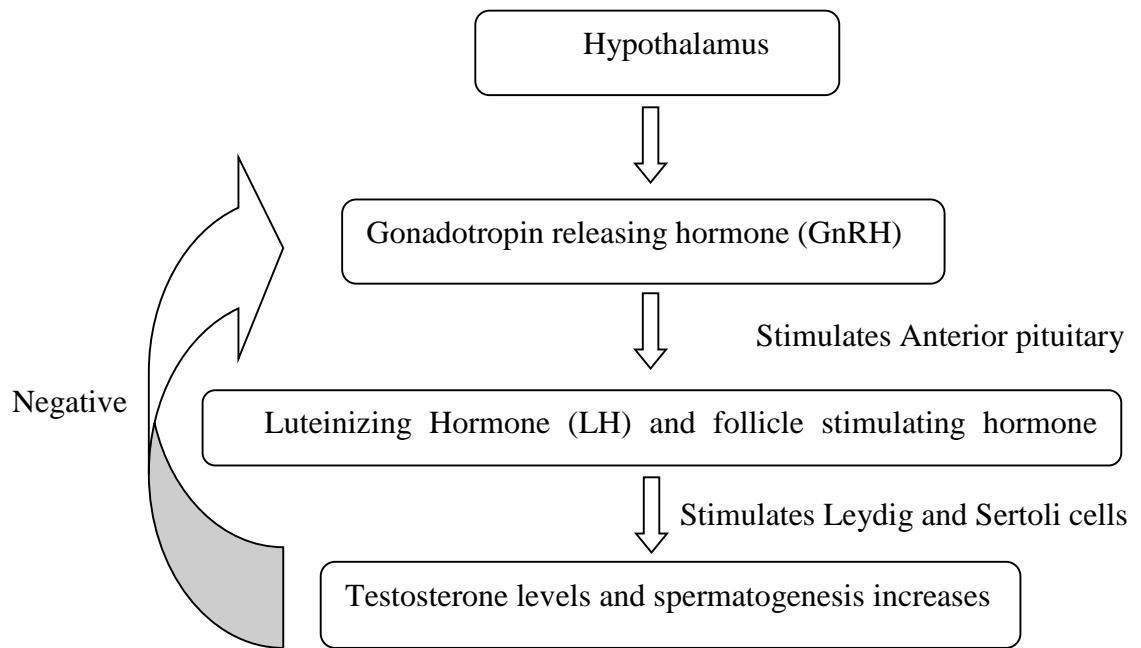 Hypothalamus
Gonadotropin releasing hormone (GnRH)
Stimulates Anterior pituitary
Negative
Luteinizing Hormone (LH) and follicle stimulating hormone
Stimulates Leydig and Sertoli cells
Testosterone levels and spermatogenesis increases